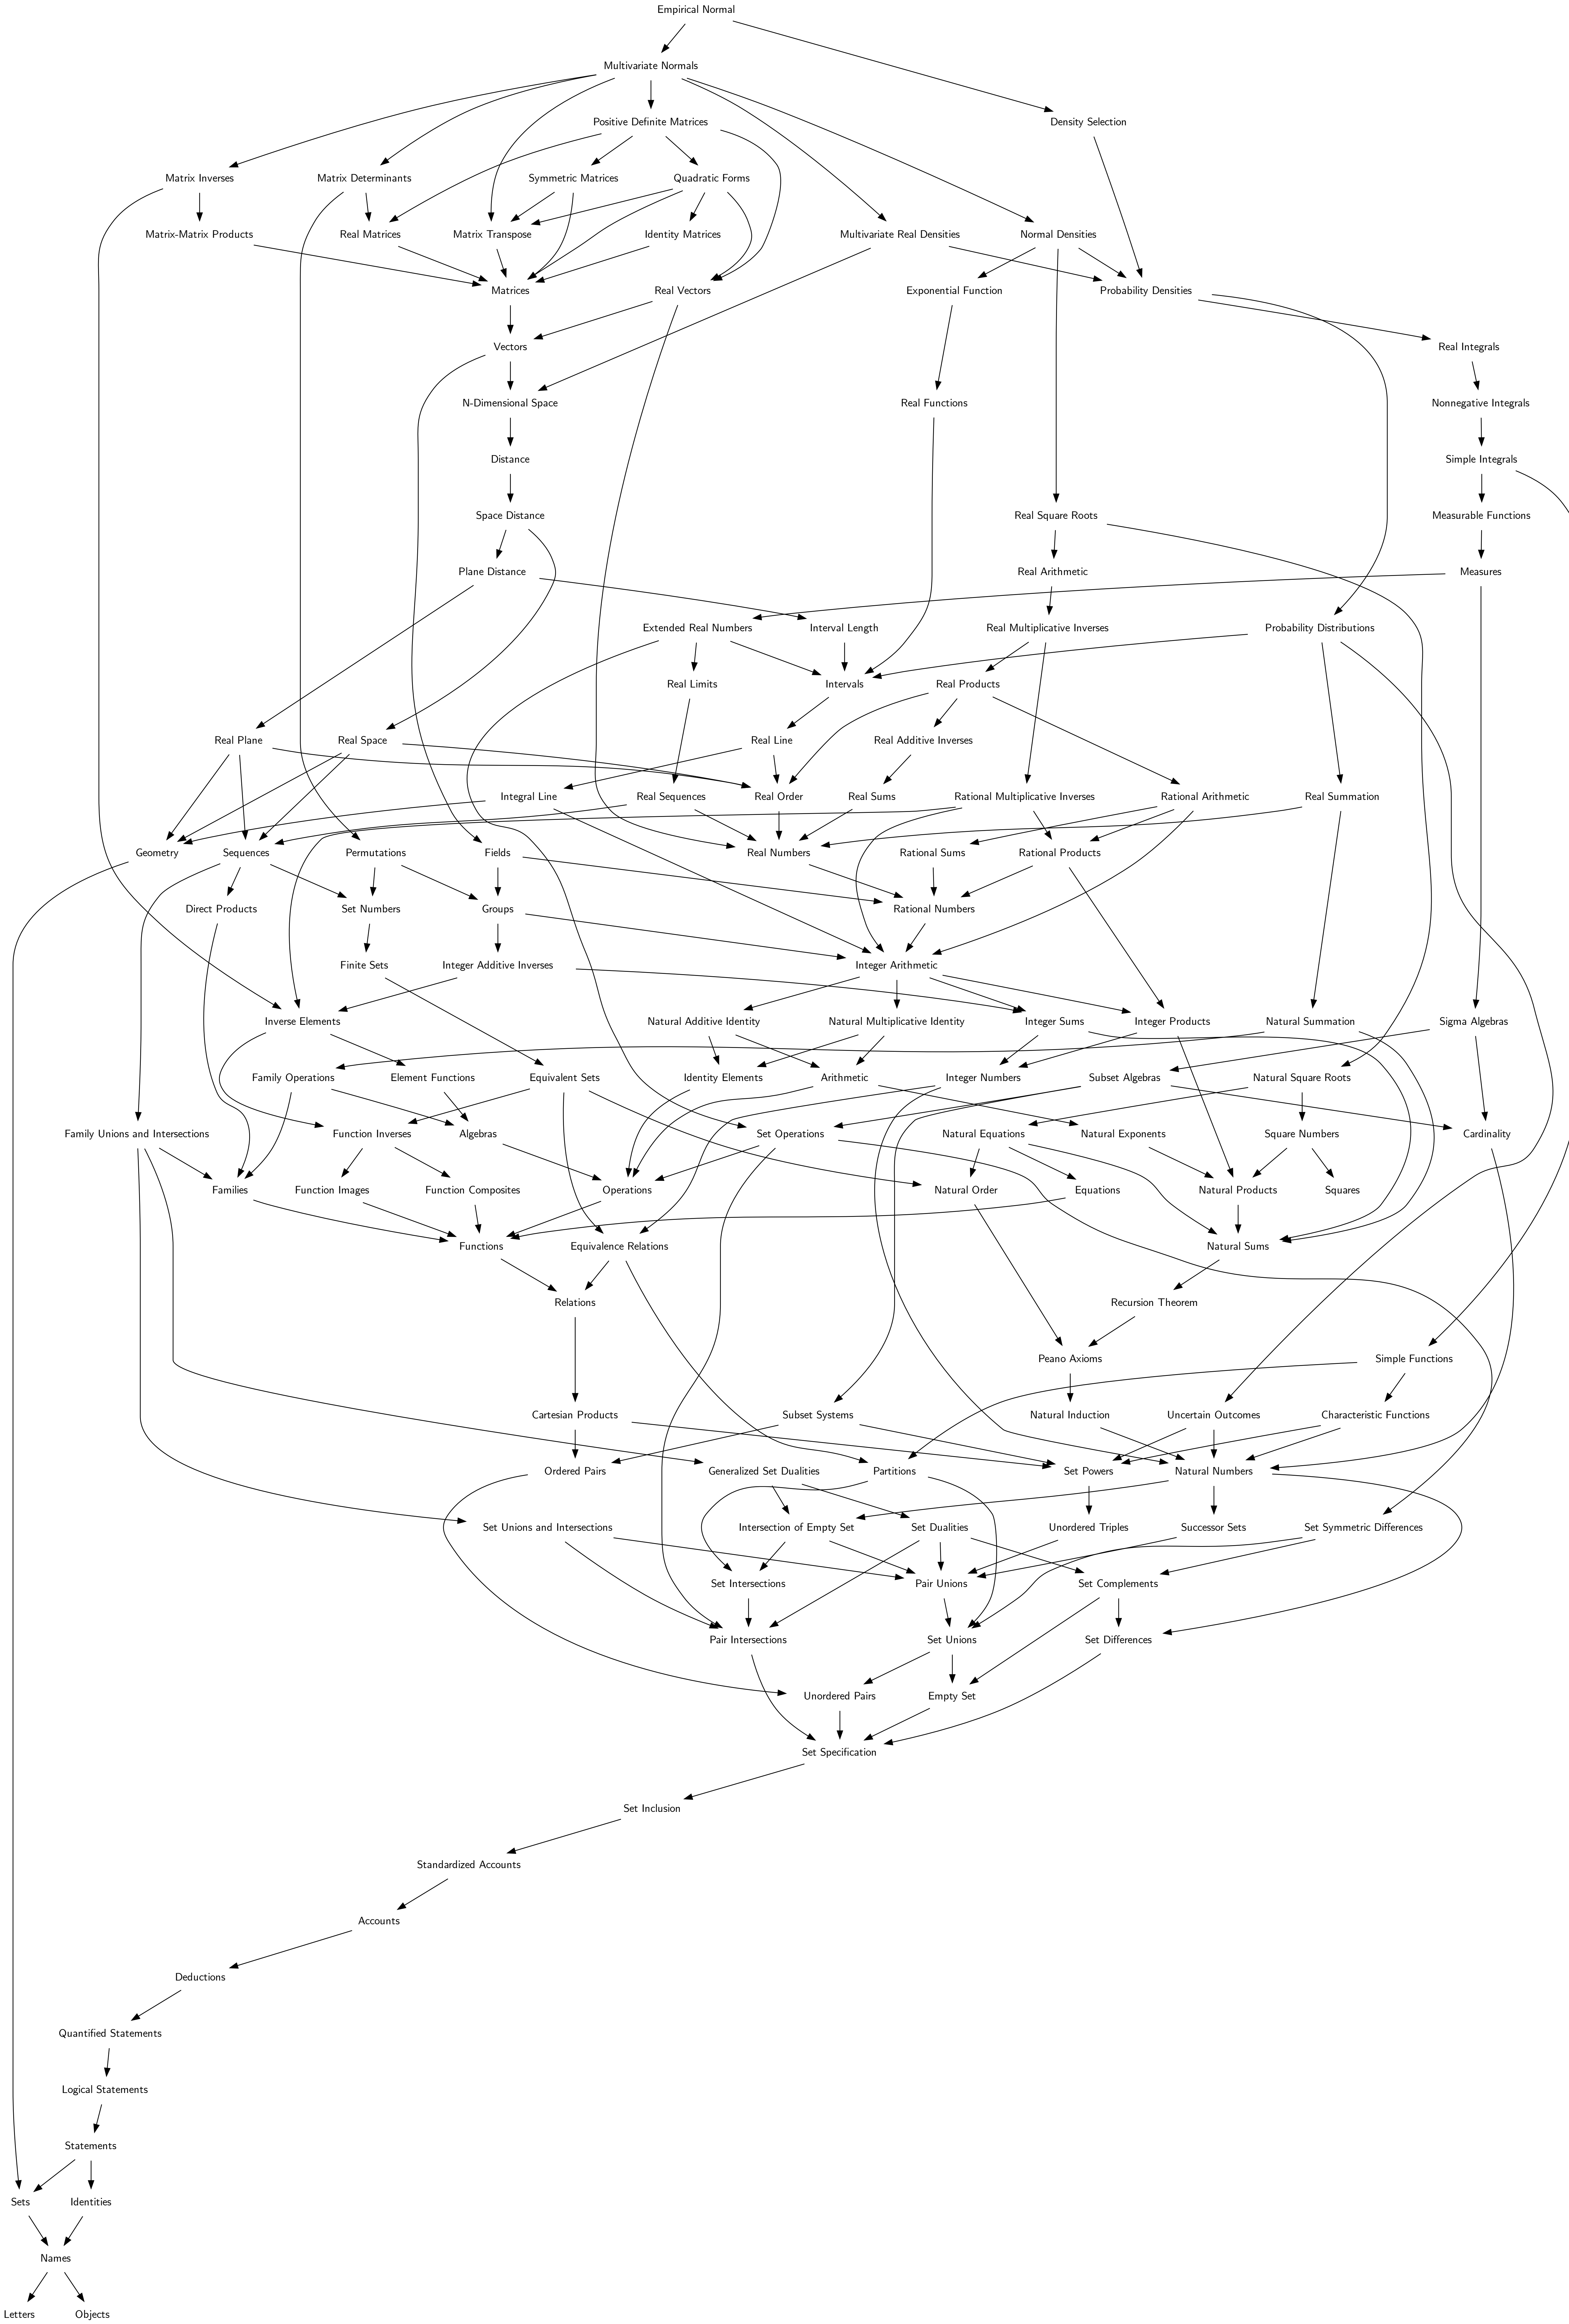 Empirical Normal
Multivariate Normals
Positive Definite Matrices
Density Selection
Matrix Inverses
Matrix Determinants
Symmetric Matrices
Quadratic Forms
Matrix-Matrix Products
Real Matrices
Matrix Transpose
Identity Matrices
Multivariate Real Densities
Normal Densities
Matrices
Real Vectors
Exponential Function
Probability Densities
Vectors
Real Integrals
N-Dimensional Space
Real Functions
Nonnegative Integrals
Distance
Simple Integrals
Space Distance
Real Square Roots
Measurable Functions
Plane Distance
Real Arithmetic
Measures
Extended Real Numbers
Interval Length
Real Multiplicative Inverses
Probability Distributions
Real Limits
Intervals
Real Products
Real Plane
Real Space
Real Line
Real Additive Inverses
Integral Line
Real Sequences
Real Order
Real Sums
Rational Multiplicative Inverses
Rational Arithmetic
Real Summation
Geometry
Sequences
Permutations
Fields
Real Numbers
Rational Sums
Rational Products
Direct Products
Set Numbers
Groups
Rational Numbers
Finite Sets
Integer Additive Inverses
Integer Arithmetic
Inverse Elements
Natural Additive Identity
Natural Multiplicative Identity
Integer Sums
Integer Products
Natural Summation
Sigma Algebras
Family Operations
Element Functions
Equivalent Sets
Identity Elements
Arithmetic
Integer Numbers
Subset Algebras
Natural Square Roots
Family Unions and Intersections
Function Inverses
Algebras
Set Operations
Natural Equations
Natural Exponents
Square Numbers
Cardinality
Families
Function Images
Function Composites
Operations
Natural Order
Equations
Natural Products
Squares
Functions
Equivalence Relations
Natural Sums
Relations
Recursion Theorem
Peano Axioms
Simple Functions
Cartesian Products
Subset Systems
Natural Induction
Uncertain Outcomes
Characteristic Functions
Ordered Pairs
Generalized Set Dualities
Partitions
Set Powers
Natural Numbers
Set Unions and Intersections
Intersection of Empty Set
Set Dualities
Unordered Triples
Successor Sets
Set Symmetric Differences
Set Intersections
Pair Unions
Set Complements
Pair Intersections
Set Unions
Set Differences
Unordered Pairs
Empty Set
Set Specification
Set Inclusion
Standardized Accounts
Accounts
Deductions
Quantified Statements
Logical Statements
Statements
Sets
Identities
Names
Letters
Objects